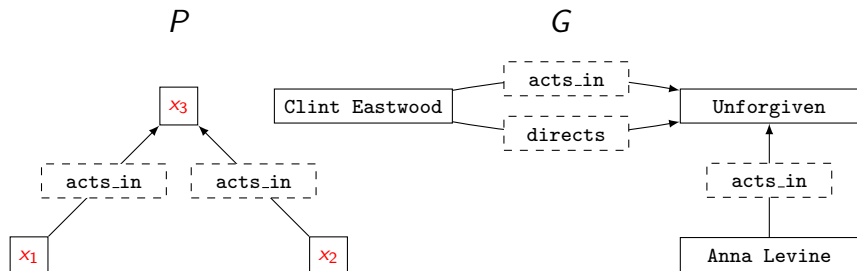 P
G
x3
acts_in
Clint Eastwood
Unforgiven
directs
acts_in
acts_in
acts_in
x1
x2
Anna Levine